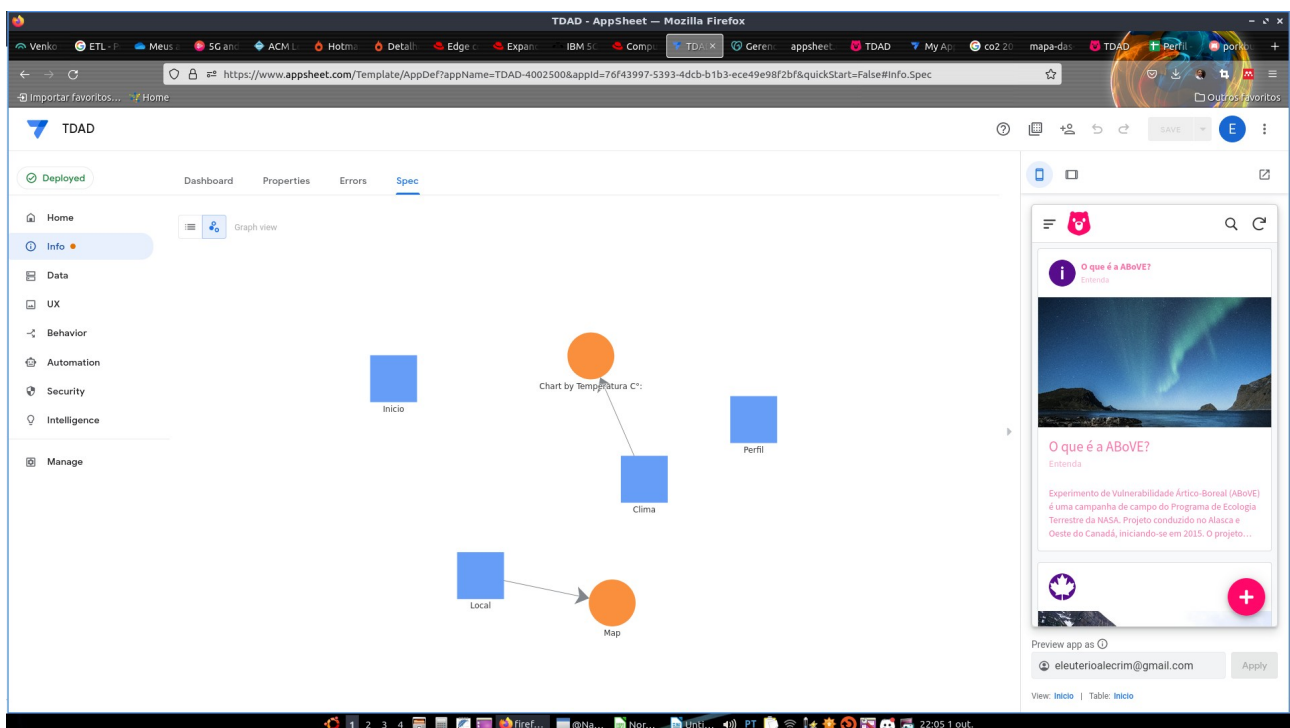 TDAD - AppSheet — Mozilla Firefox
Venko ETL - P Meus a 5G and ACM L Hotma Detalh Edge c Expand IBM 5G Compu TDA Gerenc appsheet. TDAD My Ap co2 20 mapa-das- TDAD Perfil porkbu
https://www.appsheet.com/Template/AppDef?appName=TDAD-4002500&appId=76f43997-5393-4dcb-b1b3-ece49e98f2bf&quickStart=False#Info.Spec
Importar favoritos... Home Outros favoritos
TDAD
SAVE E
Deployed
Dashboard Properties Errors Spec
Home
Info
Data
UX
Behavior
Automation
Security
Intelligence
Manage
Graph view
Inicio
Chart by Temperatura C°:
Perfil
Clima
Local
Map
O que é a ABoVE?
Entenda
O que é a ABoVE?
Entenda
Experimento de Vulnerabilidade Ártico-Boreal (ABoVE)
é uma campanha de campo do Programa de Ecologia
Terrestre da NASA. Projeto conduzido no Alasca e
Oeste do Canadá, iniciando-se em 2015. O projeto...
Preview app as
eleuterioalecrim@gmail.com Apply
View: Inicio | Table: Inicio
1 2 3 4 firef... @Na... Nor... Unti... PT 22:05 1 out.